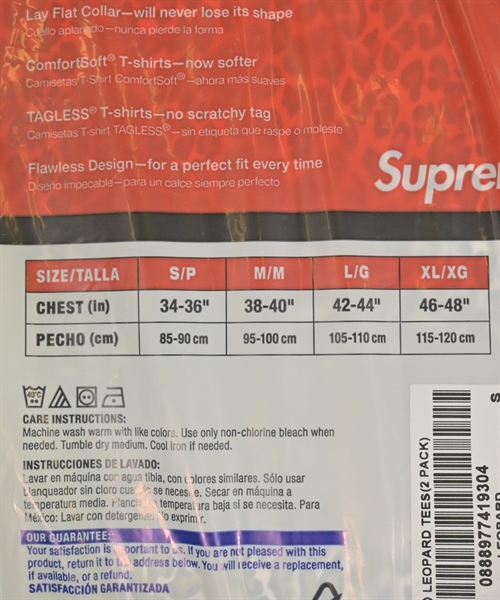 Lay Flat Collar—will never lose its shape
Cuello aplanado—nunca pierde la forma
ComfortSoft® T-shirts—now softer
Camisetas T-Shirt ComfortSoft®—ahora más suaves
TAGLESS® T-shirts—no scratchy tag
Camisetas T-shirt TAGLESS®—sin etiqueta que raspe o moleste
Flawless Design—for a perfect fit every time
Diseño impecable—para un calce siempre perfecto
Supre
SIZE/TALLA S/P M/M L/G XL/XG
CHEST (in) 34-36" 38-40" 42-44" 46-48"
PECHO (cm) 85-90 cm 95-100 cm 105-110 cm 115-120 cm
40°C
CARE INSTRUCTIONS:
Machine wash warm with like colors. Use only non-chlorine bleach when
needed. Tumble dry medium. Cool iron if needed.
INSTRUCCIONES DE LAVADO:
Lavar en máquina con agua tibia, con colores similares. Sólo usar
blanqueador sin cloro cuando se necesite. Secar en máquina a
temperatura media. Plancha temperatura baja si se necesita. Para
México: Lavar con detergente. No exprimir.
OUR GUARANTEE:
Your satisfaction is important to us. If you are not pleased with this
product, return it to the address below. You will receive a replacement,
if available, or a refund.
SATISFACCIÓN GARANTIZADA
LEOPARD TEES(2 PACK)
0888977419304
LEOPARD
S